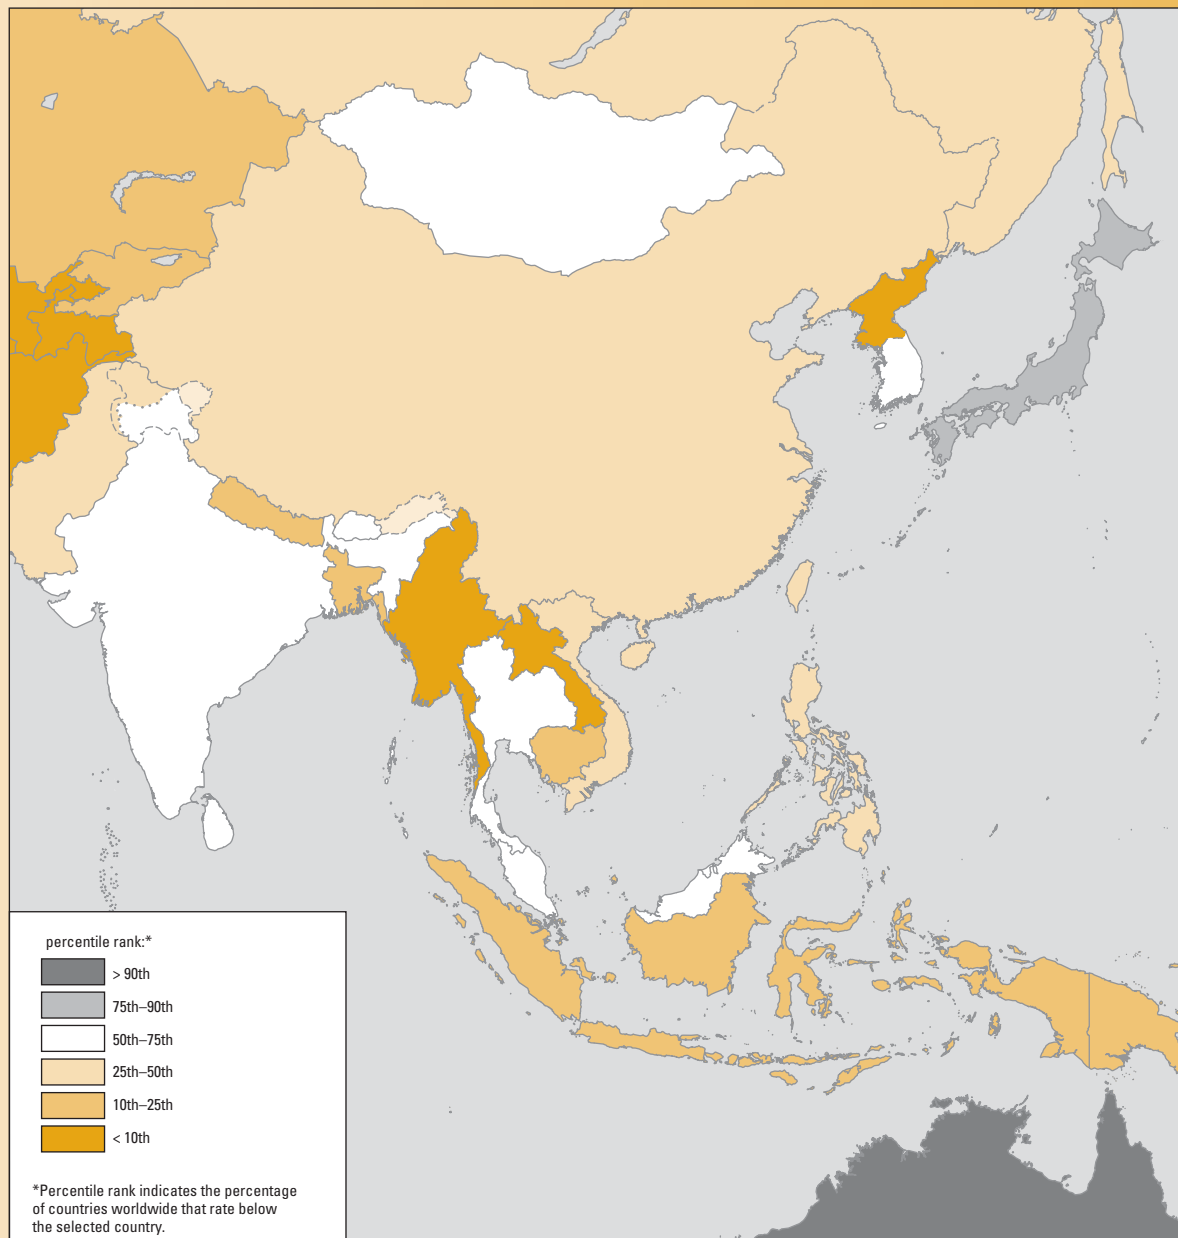 percentile rank:*
> 90th
75th–90th
50th–75th
25th–50th
10th–25th
< 10th
*Percentile rank indicates the percentage
of countries worldwide that rate below
the selected country.